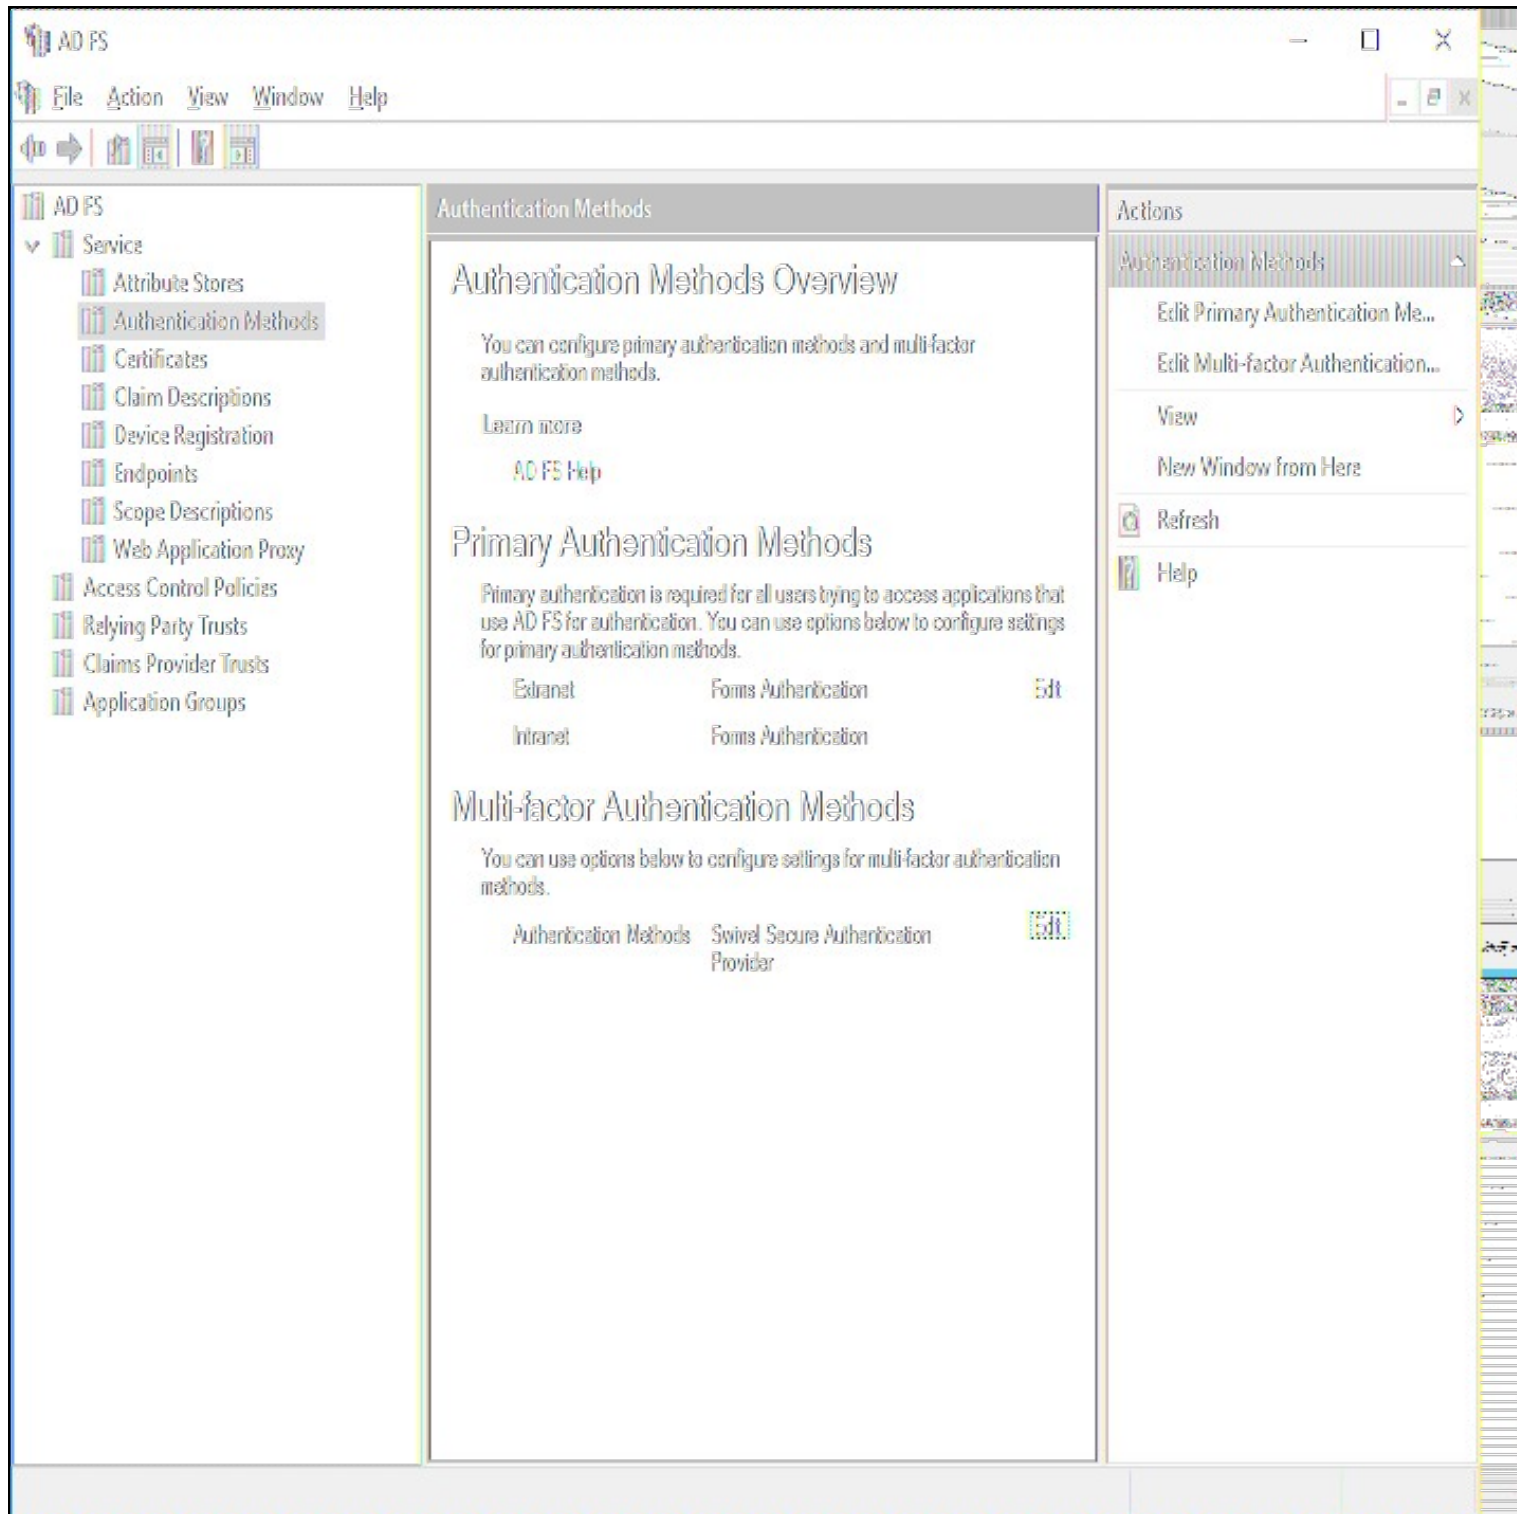 AD FS
File Action View Window Help
AD FS
Service
Attribute Stores
Authentication Methods
Certificates
Claim Descriptions
Device Registration
Endpoints
Scope Descriptions
Web Application Proxy
Access Control Policies
Relying Party Trusts
Claims Provider Trusts
Application Groups
Authentication Methods
Authentication Methods Overview
You can configure primary authentication methods and multi-factor
authentication methods.
Learn more
AD FS Help
Primary Authentication Methods
Primary authentication is required for all users trying to access applications that
use AD FS for authentication. You can use options below to configure settings
for primary authentication methods.
Extranet Forms Authentication Edit
Intranet Forms Authentication
Multi-factor Authentication Methods
You can use options below to configure settings for multi-factor authentication
methods.
Authentication Methods Swivel Secure Authentication Edit
Provider
Actions
Authentication Methods
Edit Primary Authentication Me...
Edit Multi-factor Authentication...
View
New Window from Here
Refresh
Help